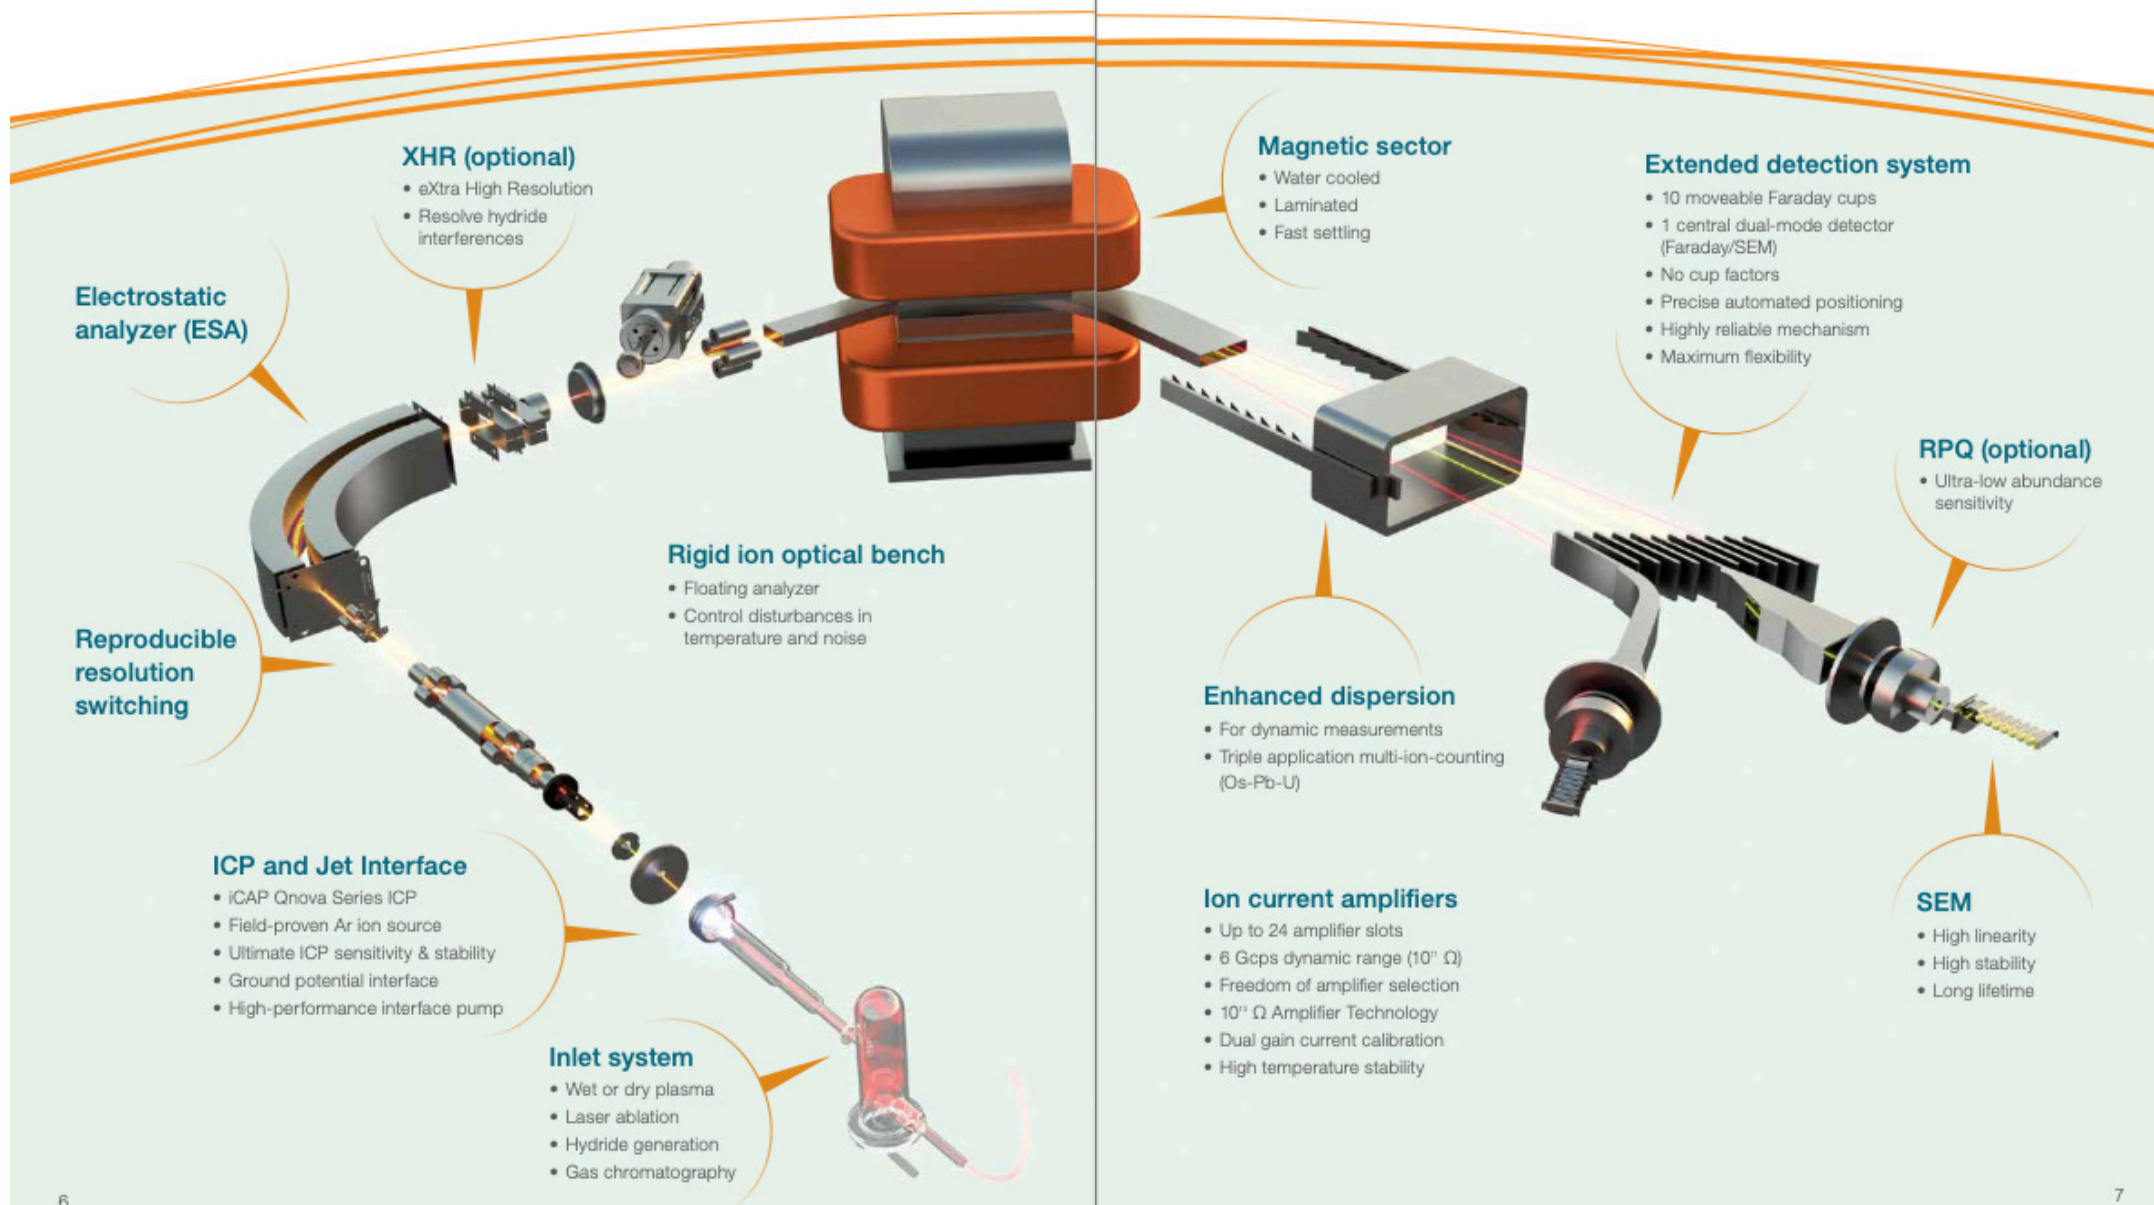 XHR (optional)
• eXtra High Resolution
• Resolve hydride
interferences
Electrostatic
analyzer (ESA)
Reproducible
resolution
switching
Rigid ion optical bench
• Floating analyzer
• Control disturbances in
temperature and noise
ICP and Jet Interface
• iCAP Qnova Series ICP
• Field-proven Ar ion source
• Ultimate ICP sensitivity & stability
• Ground potential interface
• High-performance interface pump
Inlet system
• Wet or dry plasma
• Laser ablation
• Hydride generation
• Gas chromatography
6
Magnetic sector
• Water cooled
• Laminated
• Fast settling
Extended detection system
• 10 moveable Faraday cups
• 1 central dual-mode detector
(Faraday/SEM)
• No cup factors
• Precise automated positioning
• Highly reliable mechanism
• Maximum flexibility
RPQ (optional)
• Ultra-low abundance
sensitivity
Enhanced dispersion
• For dynamic measurements
• Triple application multi-ion-counting
(Os-Pb-U)
Ion current amplifiers
• Up to 24 amplifier slots
• 6 Gcps dynamic range
• Freedom of amplifier selection
• Ω Amplifier Technology
• Dual gain current calibration
• High temperature stability
SEM
• High linearity
• High stability
• Long lifetime
7